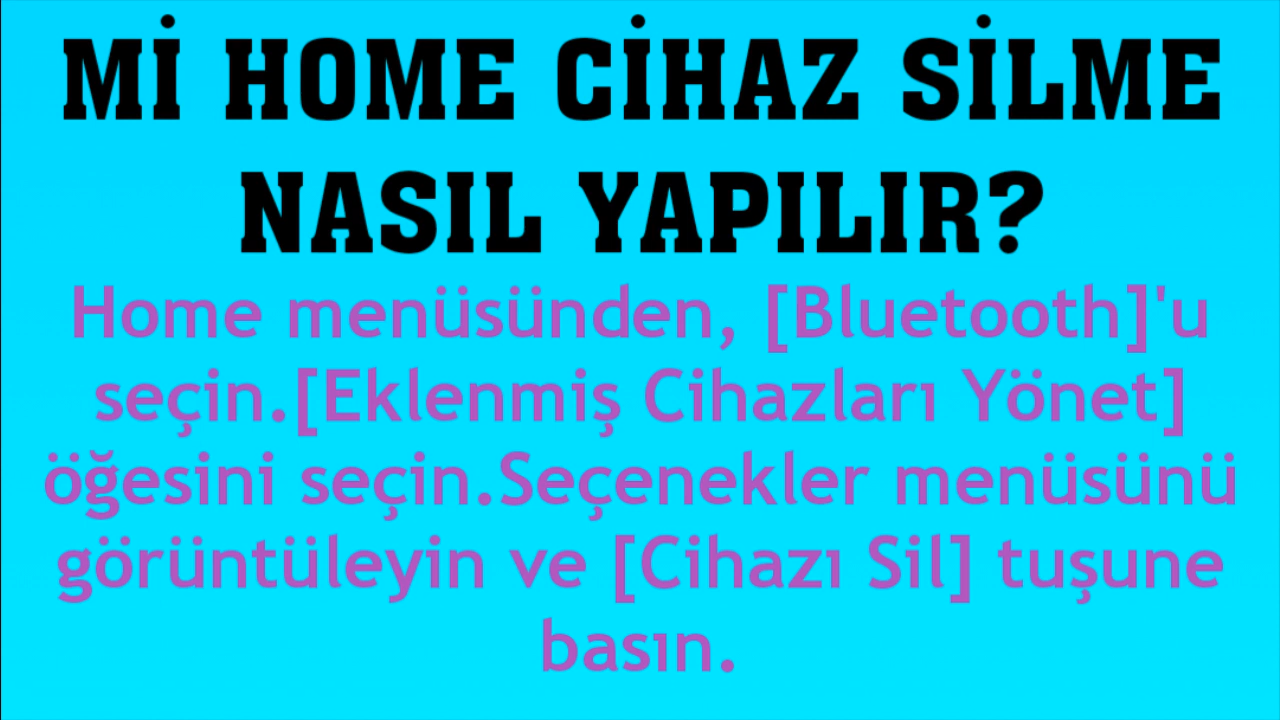 Mİ HOME CİHAZ SİLME
NASIL YAPILIR?
Home menüsünden, [Bluetooth]'u
seçin.[Eklenmiş Cihazları Yönet]
öğesini seçin.Seçenekler menüsünü
görüntüleyin ve [Cihazı Sil] tuşune
basın.